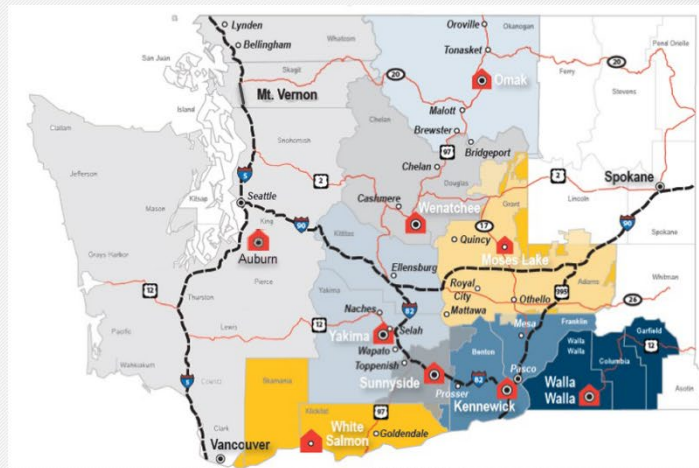 Lynden
Bellingham
Whatcom
San Juan
Skagit
Mt. Vernon
Island
Snohomish
Clallam
Jefferson
Kitsap
Mason
Grays Harbor
Seattle
King
Auburn
Pierce
Thurston
Pacific
Lewis
Wahkiakum
Cowlitz
Clark
Vancouver
Skamania
Klickitat
White
Salmon
Goldendale
Oroville
Okanogan
Tonasket
Omak
Malott
Brewster
Bridgeport
Chelan
Chelan
Douglas
Cashmere
Wenatchee
Grant
Quincy
Moses Lake
Kittitas
Ellensburg
Royal
City
Mattawa
Othello
Adams
Yakima
Naches
Selah
Yakima
Wapato
Toppenish
Sunnyside
Prosser
Benton
Kennewick
Mesa
Franklin
Pasco
Walla
Walla
Walla
Walla
Columbia
Garfield
Asotin
Whitman
Ferry
Stevens
Pend Oreille
Spokane
Lincoln
Spokane
5
5
90
90
82
82
2
2
20
20
97
97
17
395
26
12
12
12